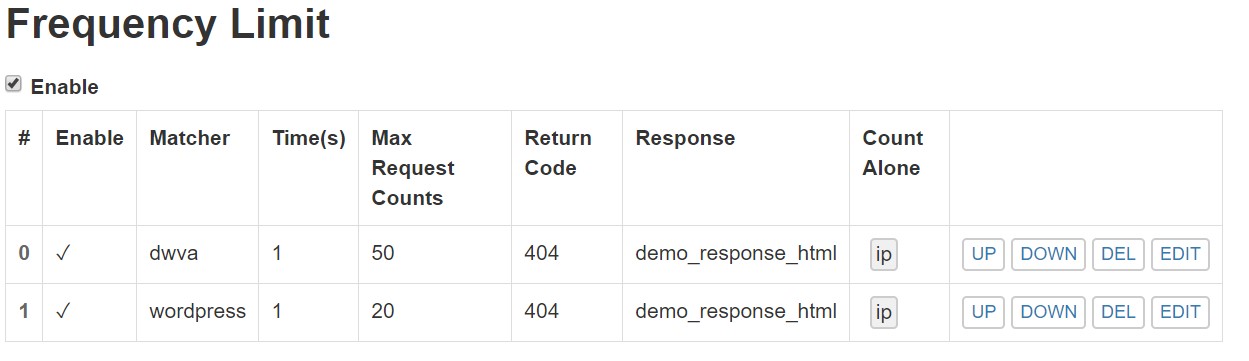 Frequency Limit
Enable
# Enable Matcher Time(s) Max Request Counts Return Code Response Count Alone
0 ✓ dwva 1 50 404 demo_response_html ip UP DOWN DEL EDIT
1 ✓ wordpress 1 20 404 demo_response_html ip UP DOWN DEL EDIT